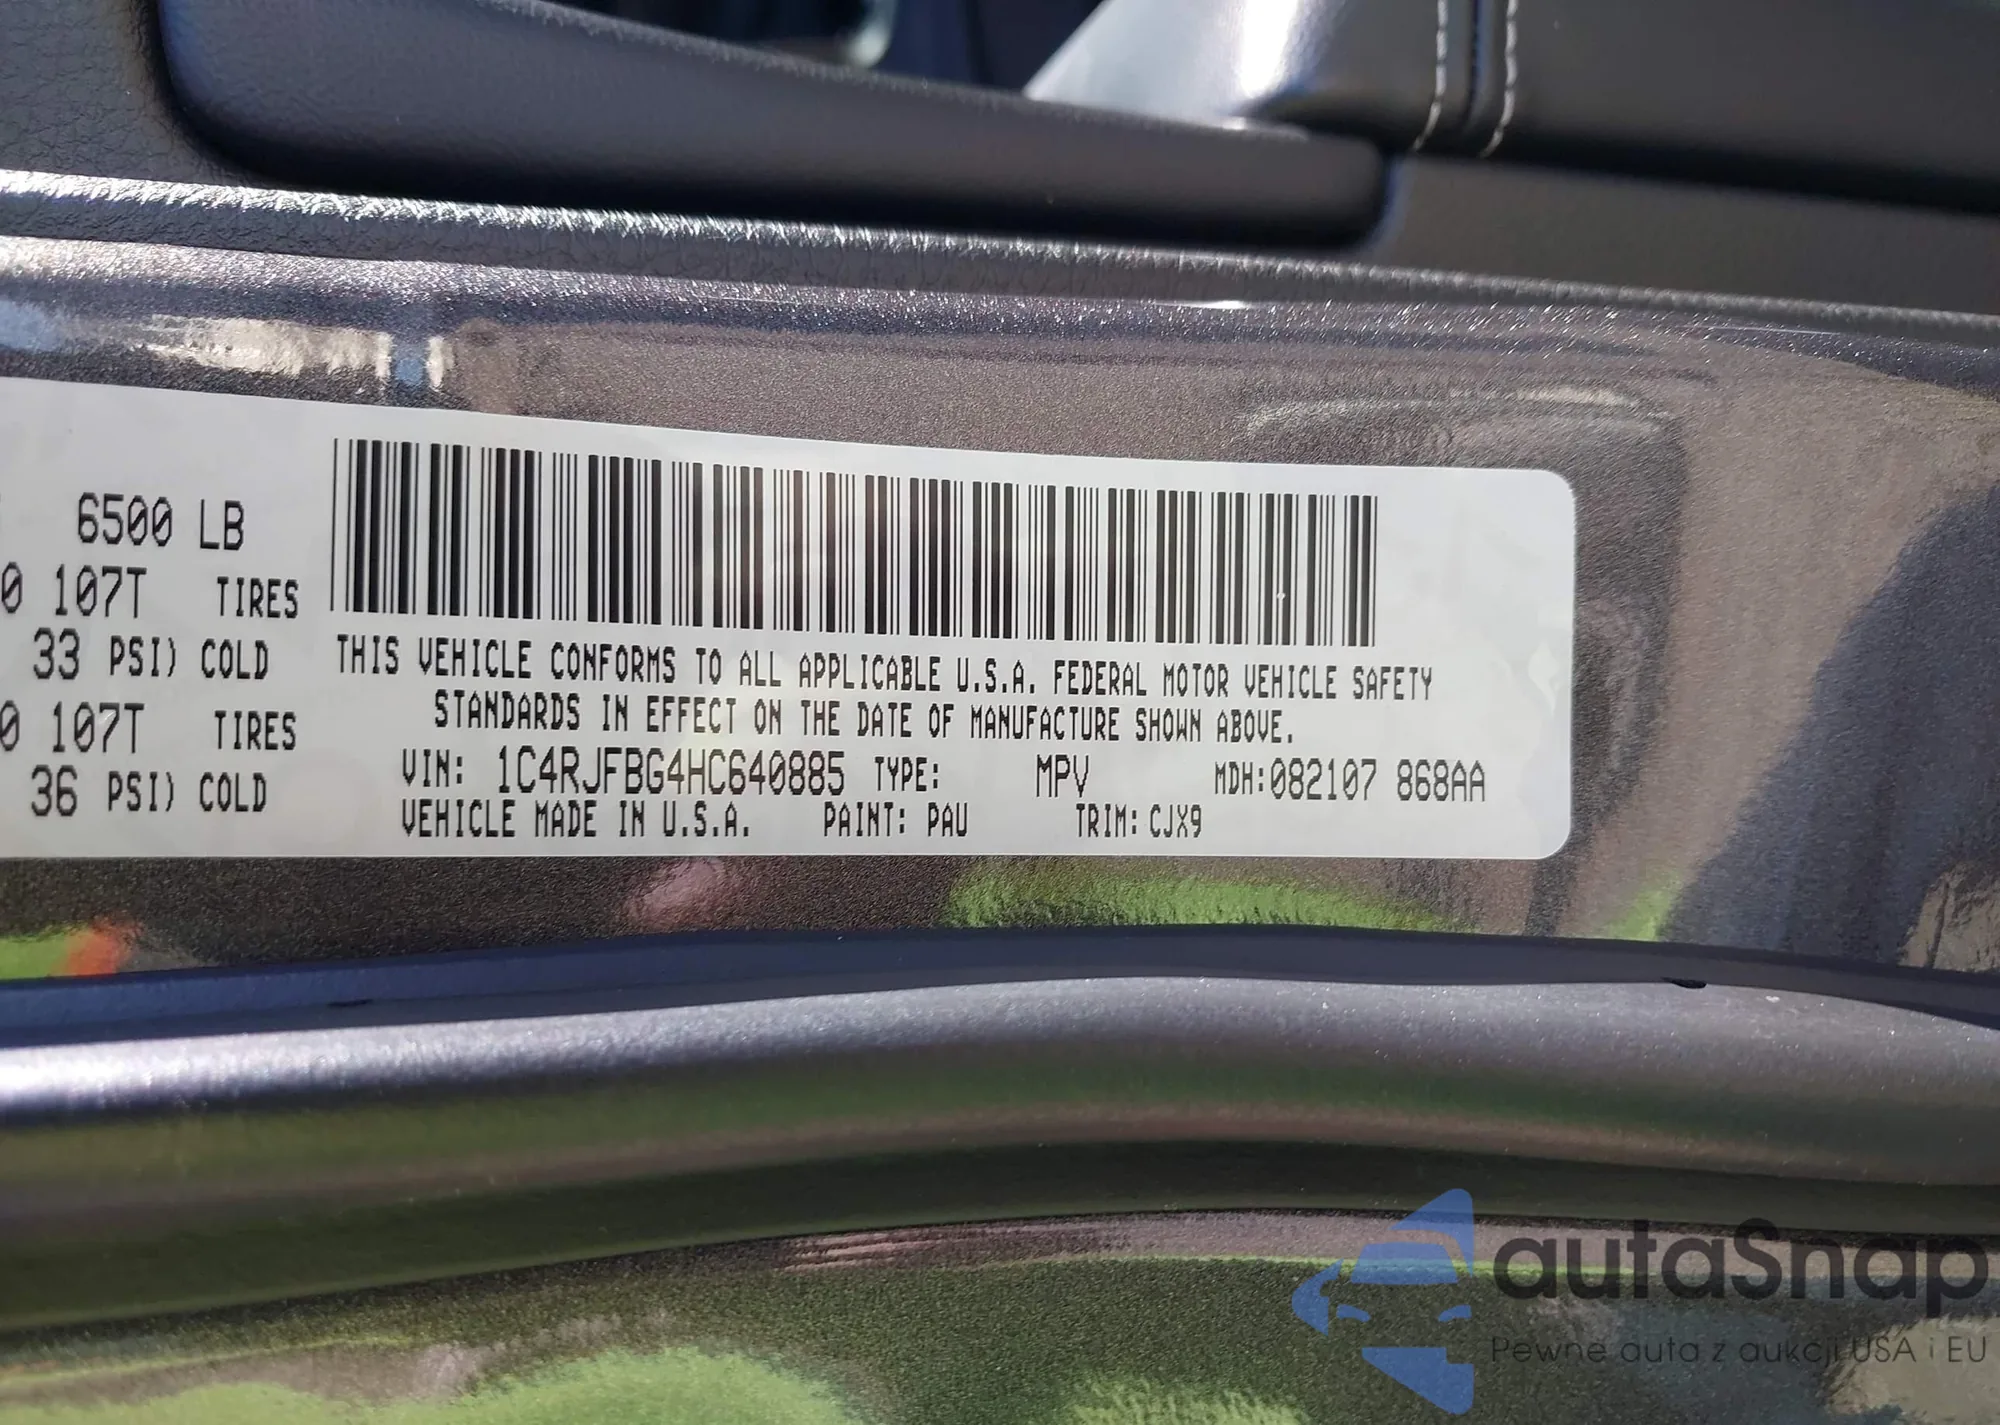 6500 LB
0 107T TIRES
33 PSI) COLD
0 107T TIRES
36 PSI) COLD
THIS VEHICLE CONFORMS TO ALL APPLICABLE U.S.A. FEDERAL MOTOR VEHICLE SAFETY
STANDARDS IN EFFECT ON THE DATE OF MANUFACTURE SHOWN ABOVE.
VIN: 1C4RJFBG4HC640885 TYPE: MPV MDH:082107 868AA
VEHICLE MADE IN U.S.A. PAINT: PAU TRIM: CJX9
autaSnap
Pewne auta z aukcji USA i EU